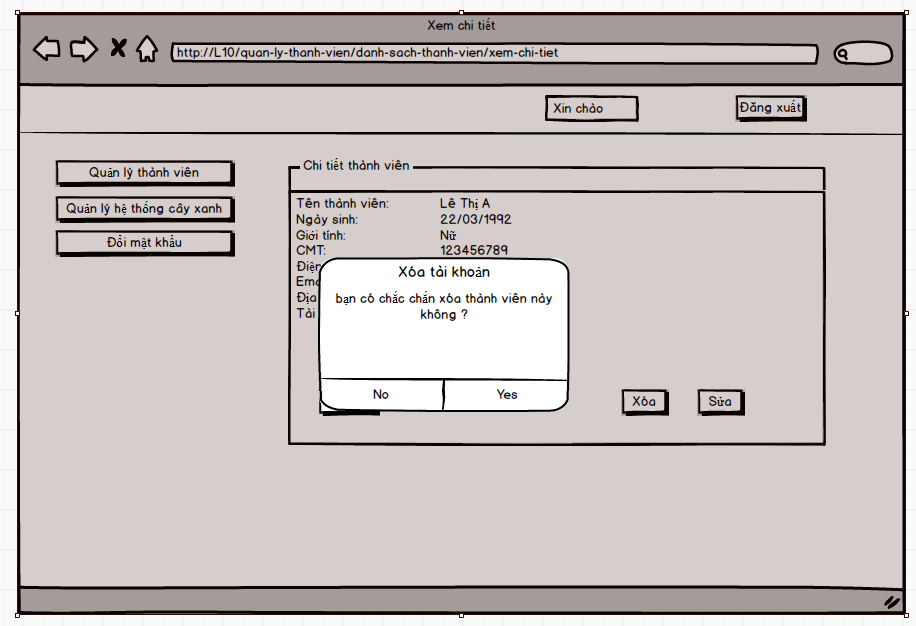 Xem chi tiết
http://L10/quan-ly-thanh-vien/danh-sach-thanh-vien/xem-chi-tiet
Xin chào
Đăng xuất
Quản lý thành viên
Quản lý hệ thống cây xanh
Đổi mật khẩu
Chi tiết thành viên
Tên thành viên: Lê Thị A
Ngày sinh: 22/03/1992
Giới tính: Nữ
CMT: 123456789
Điện
Địa
Tài
Xóa tài khoản
bạn có chắc chắn xóa thành viên này
không ?
No Yes
Xóa Sửa